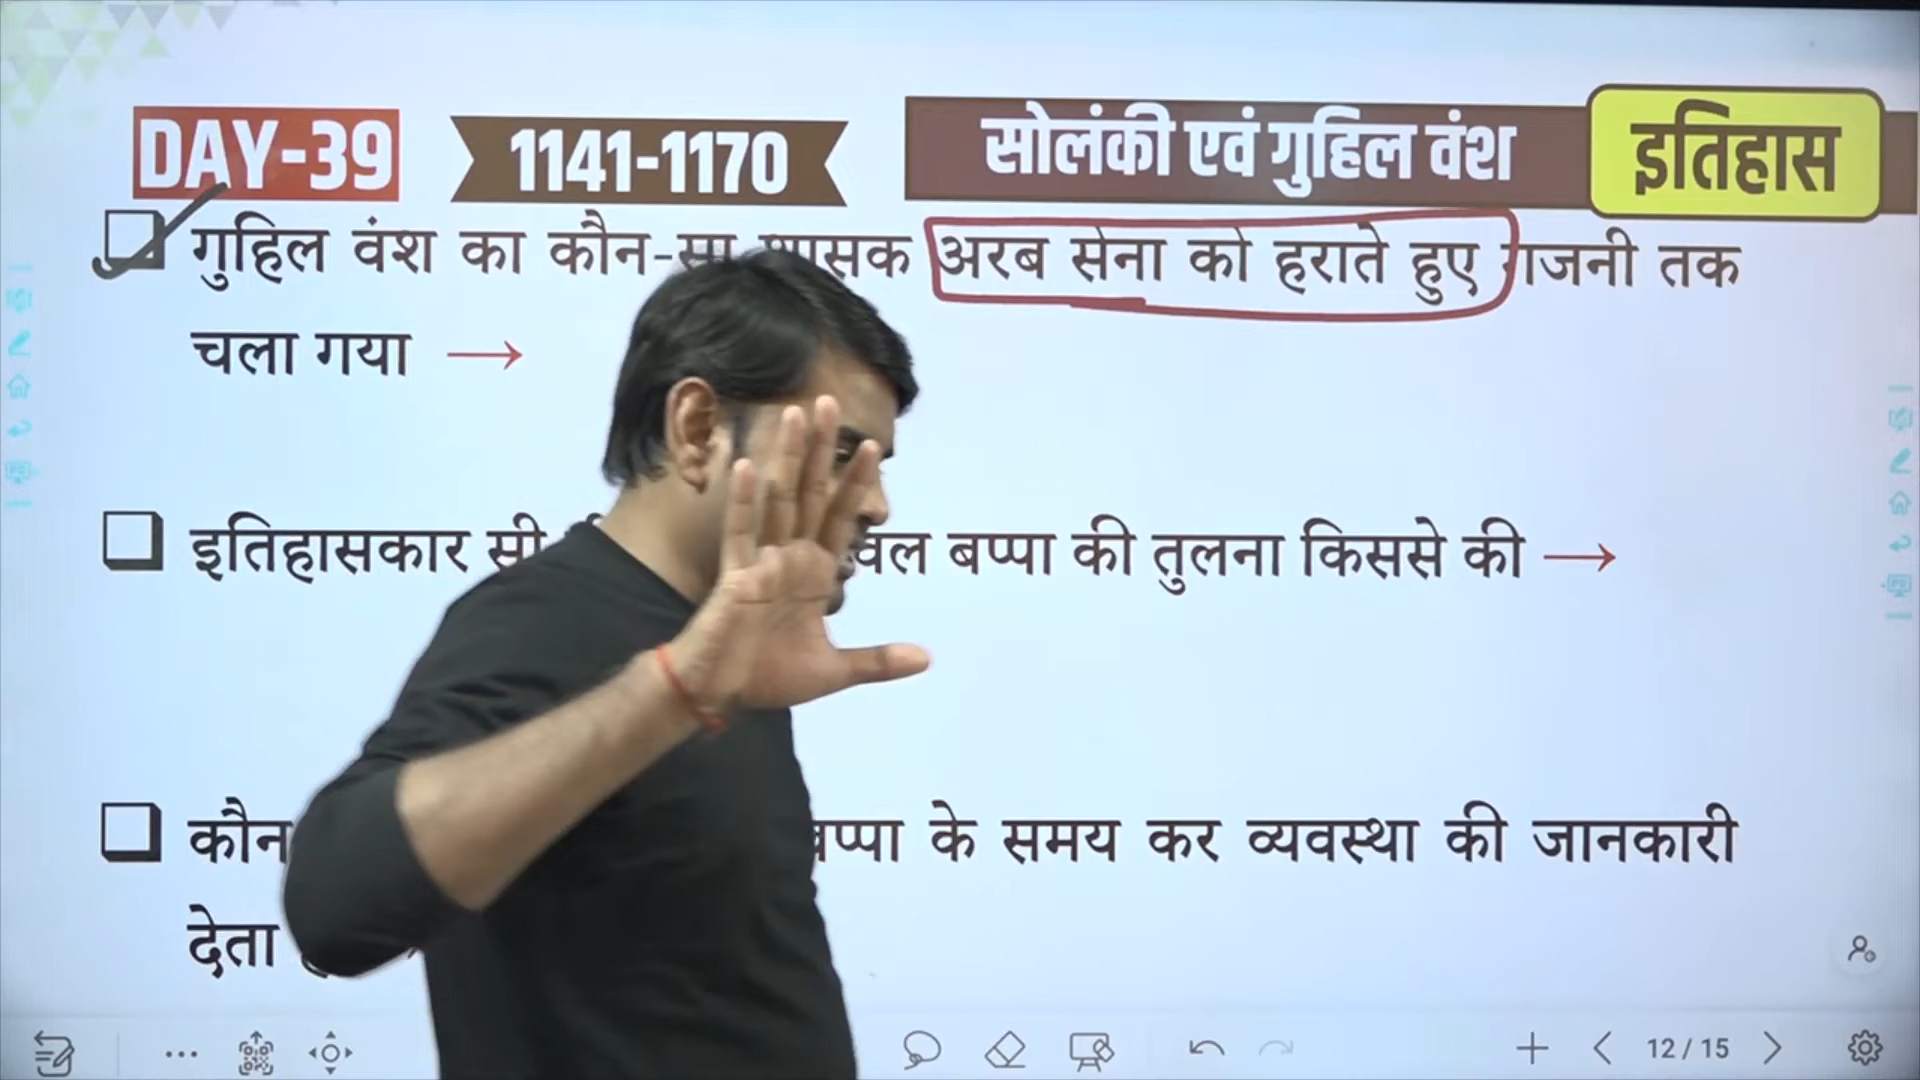 DAY-39 1141-1170 सोलंकी एवं गुहिल वंश इतिहास
गुहिल वंश का कौन-सा शासक अरब सेना को हराते हुए गजनी तक
चला गया →
इतिहासकार सी बप्पा की तुलना किससे की →
कौन बप्पा के समय कर व्यवस्था की जानकारी
देता
12 / 15